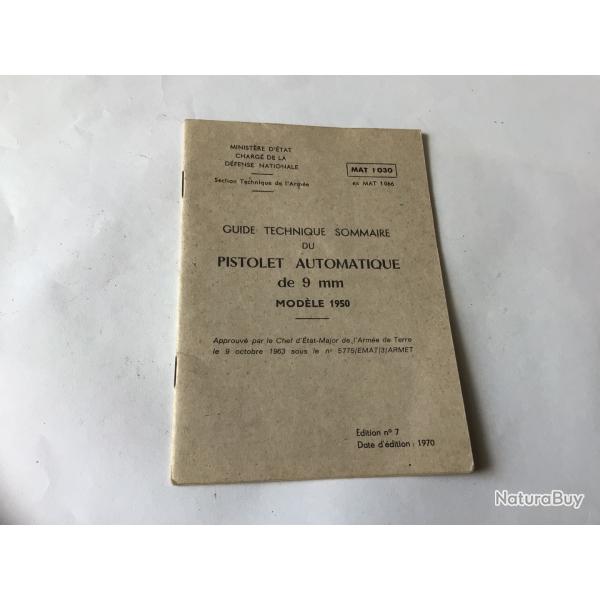 MINISTÈRE D'ÉTAT
CHARGÉ DE LA
DÉFENSE NATIONALE
Section Technique de l'Armée
MAT 1030
ex MAT 1066
GUIDE TECHNIQUE SOMMAIRE
DU
PISTOLET AUTOMATIQUE
de 9 mm
MODÈLE 1950
Approuvé par le Chef d'État-Major de l'Armée de Terre
le 9 octobre 1963 sous le n° 5775/EMAT/3/ARMET
Edition n° 7
Date d'édition : 1970
NaturaBuy